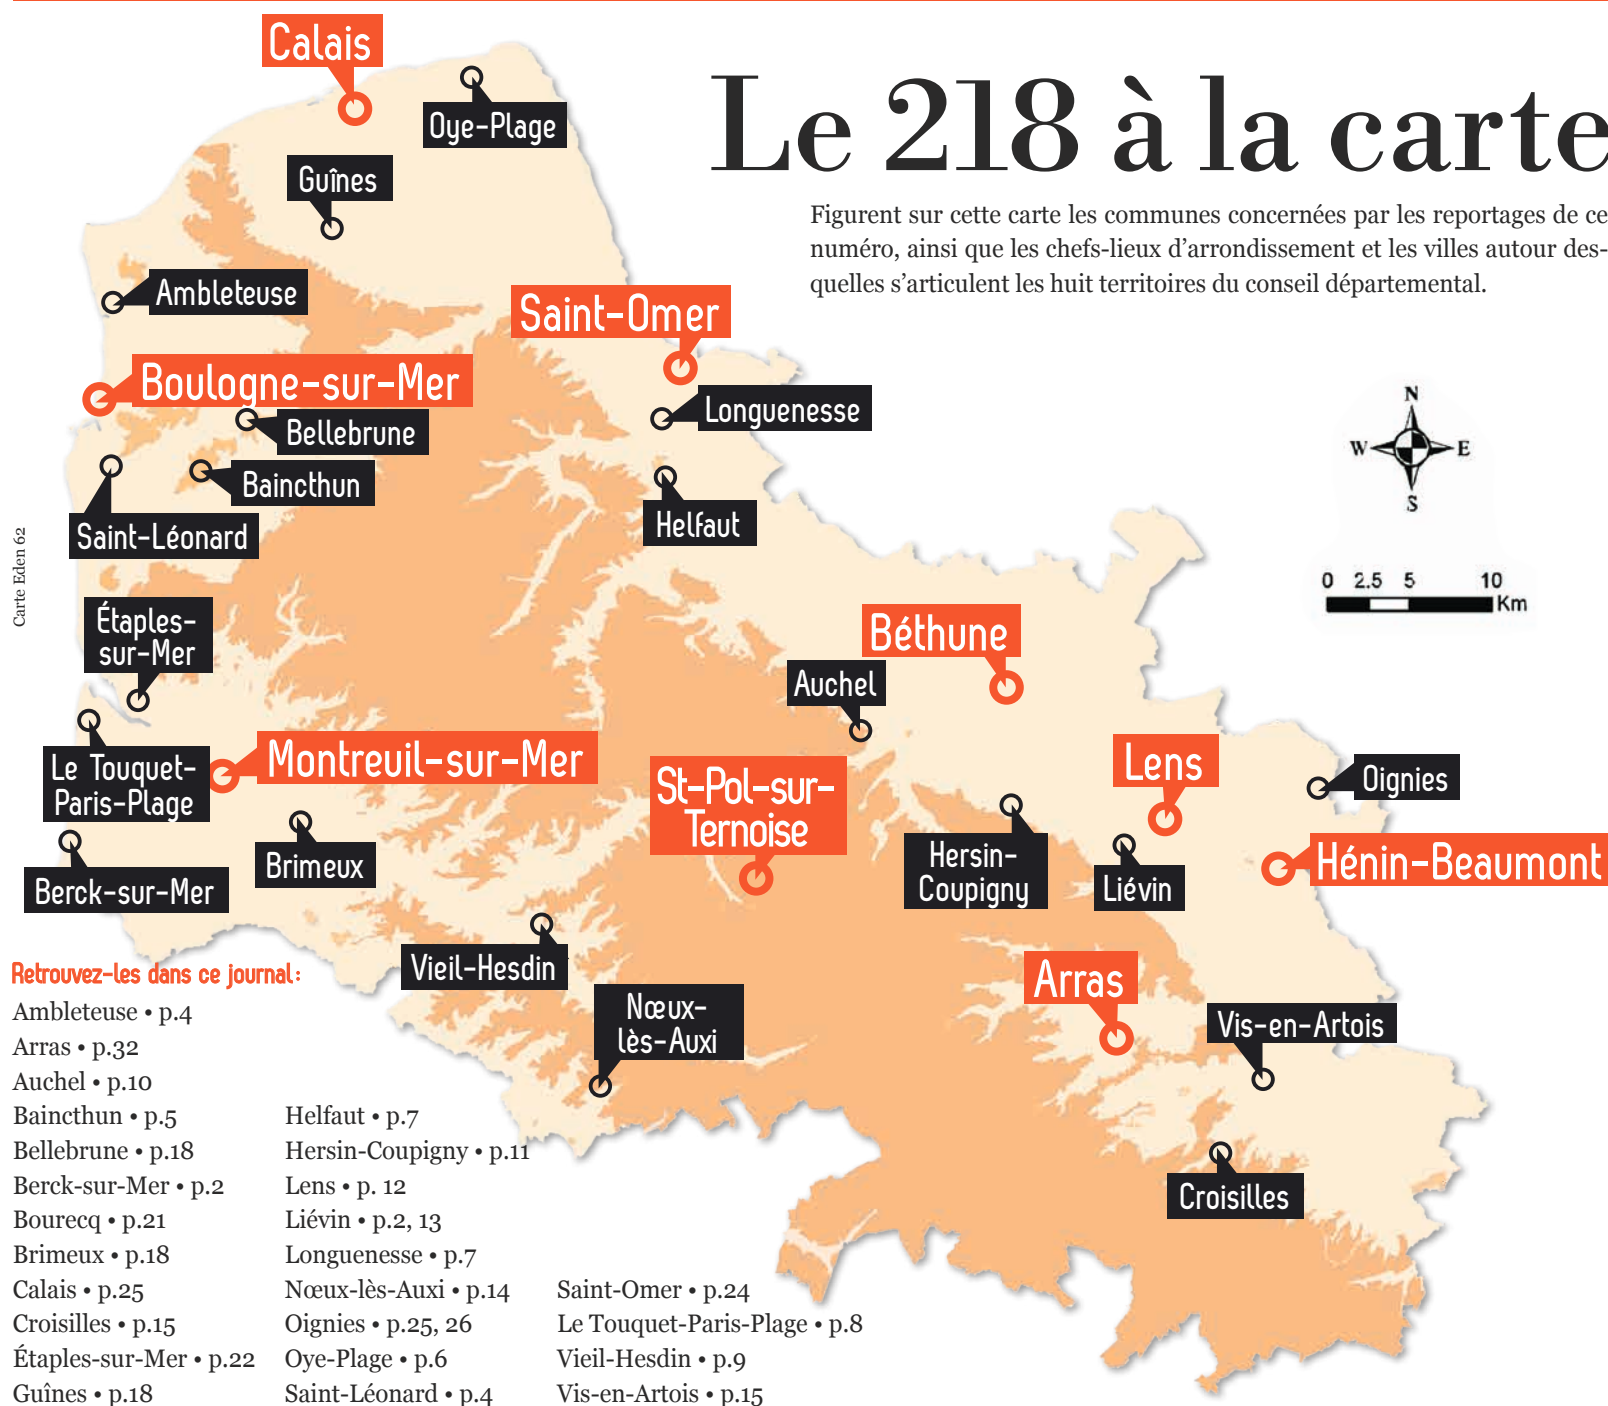 Le 218 à la carte
Figurent sur cette carte les communes concernées par les reportages de ce
numéro, ainsi que les chefs-lieux d’arrondissement et les villes autour des-
quelles s’articulent les huit territoires du conseil départemental.
Calais
Oye-Plage
Guînes
Ambleteuse
Saint-Omer
Boulogne-sur-Mer
Longuenesse
Bellebrune
Baincthun
Helfaut
Saint-Léonard
N
W E
S
0 2.5 5 10
Km
Carte Eden 62
Étaples-
sur-Mer
Béthune
Auchel
Le Touquet-
Paris-Plage
Montreuil-sur-Mer
St-Pol-sur-
Ternoise
Lens
Oignies
Hersin-
Coupigny
Liévin
Hénin-Beaumont
Brimeux
Berck-sur-Mer
Vieil-Hesdin
Arras
Nœux-
lès-Auxi
Vis-en-Artois
Croisilles
Retrouvez-les dans ce journal:
Ambleteuse • p.4
Arras • p.32
Auchel • p.10
Baincthun • p.5
Bellebrune • p.18
Berck-sur-Mer • p.2
Bourecq • p.21
Brimeux • p.18
Calais • p.25
Croisilles • p.15
Étaples-sur-Mer • p.22
Guînes • p.18
Helfaut • p.7
Hersin-Coupigny • p.11
Lens • p. 12
Liévin • p.2, 13
Longuenesse • p.7
Nœux-lès-Auxi • p.14
Oignies • p.25, 26
Oye-Plage • p.6
Saint-Léonard • p.4
Saint-Omer • p.24
Le Touquet-Paris-Plage • p.8
Vieil-Hesdin • p.9
Vis-en-Artois • p.15